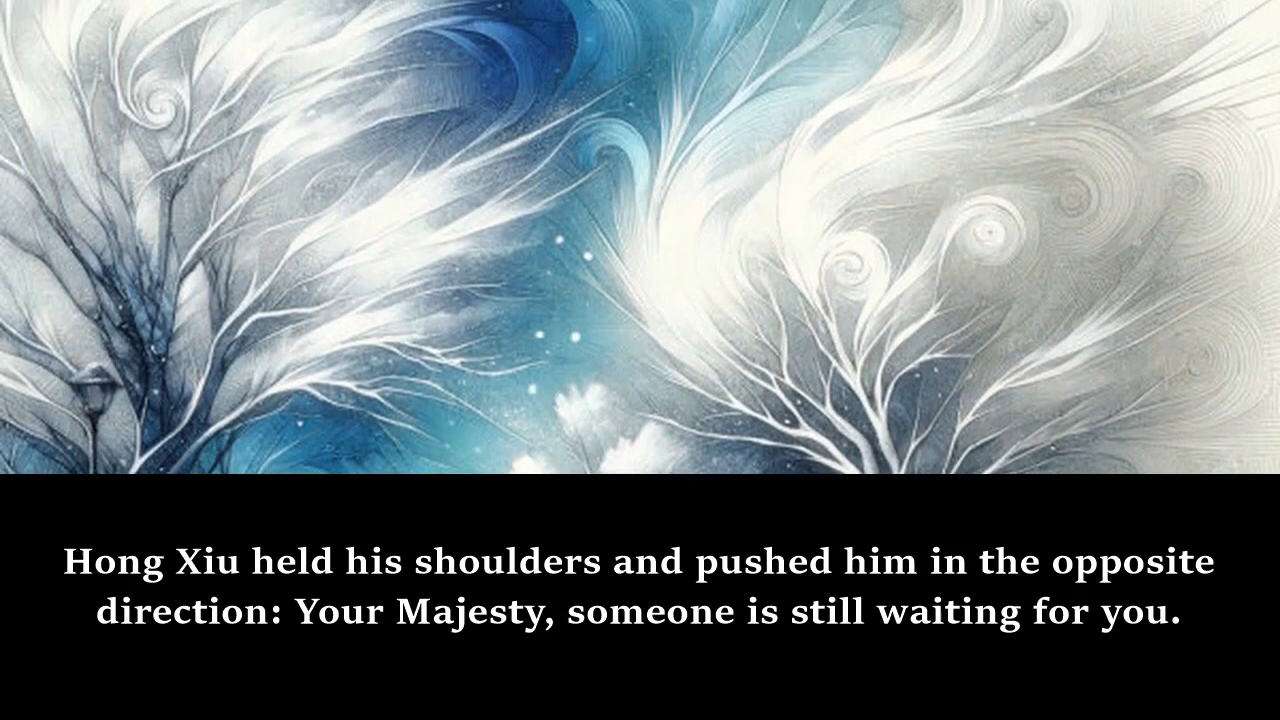 Hong Xiu held his shoulders and pushed him in the opposite
direction: Your Majesty, someone is still waiting for you.